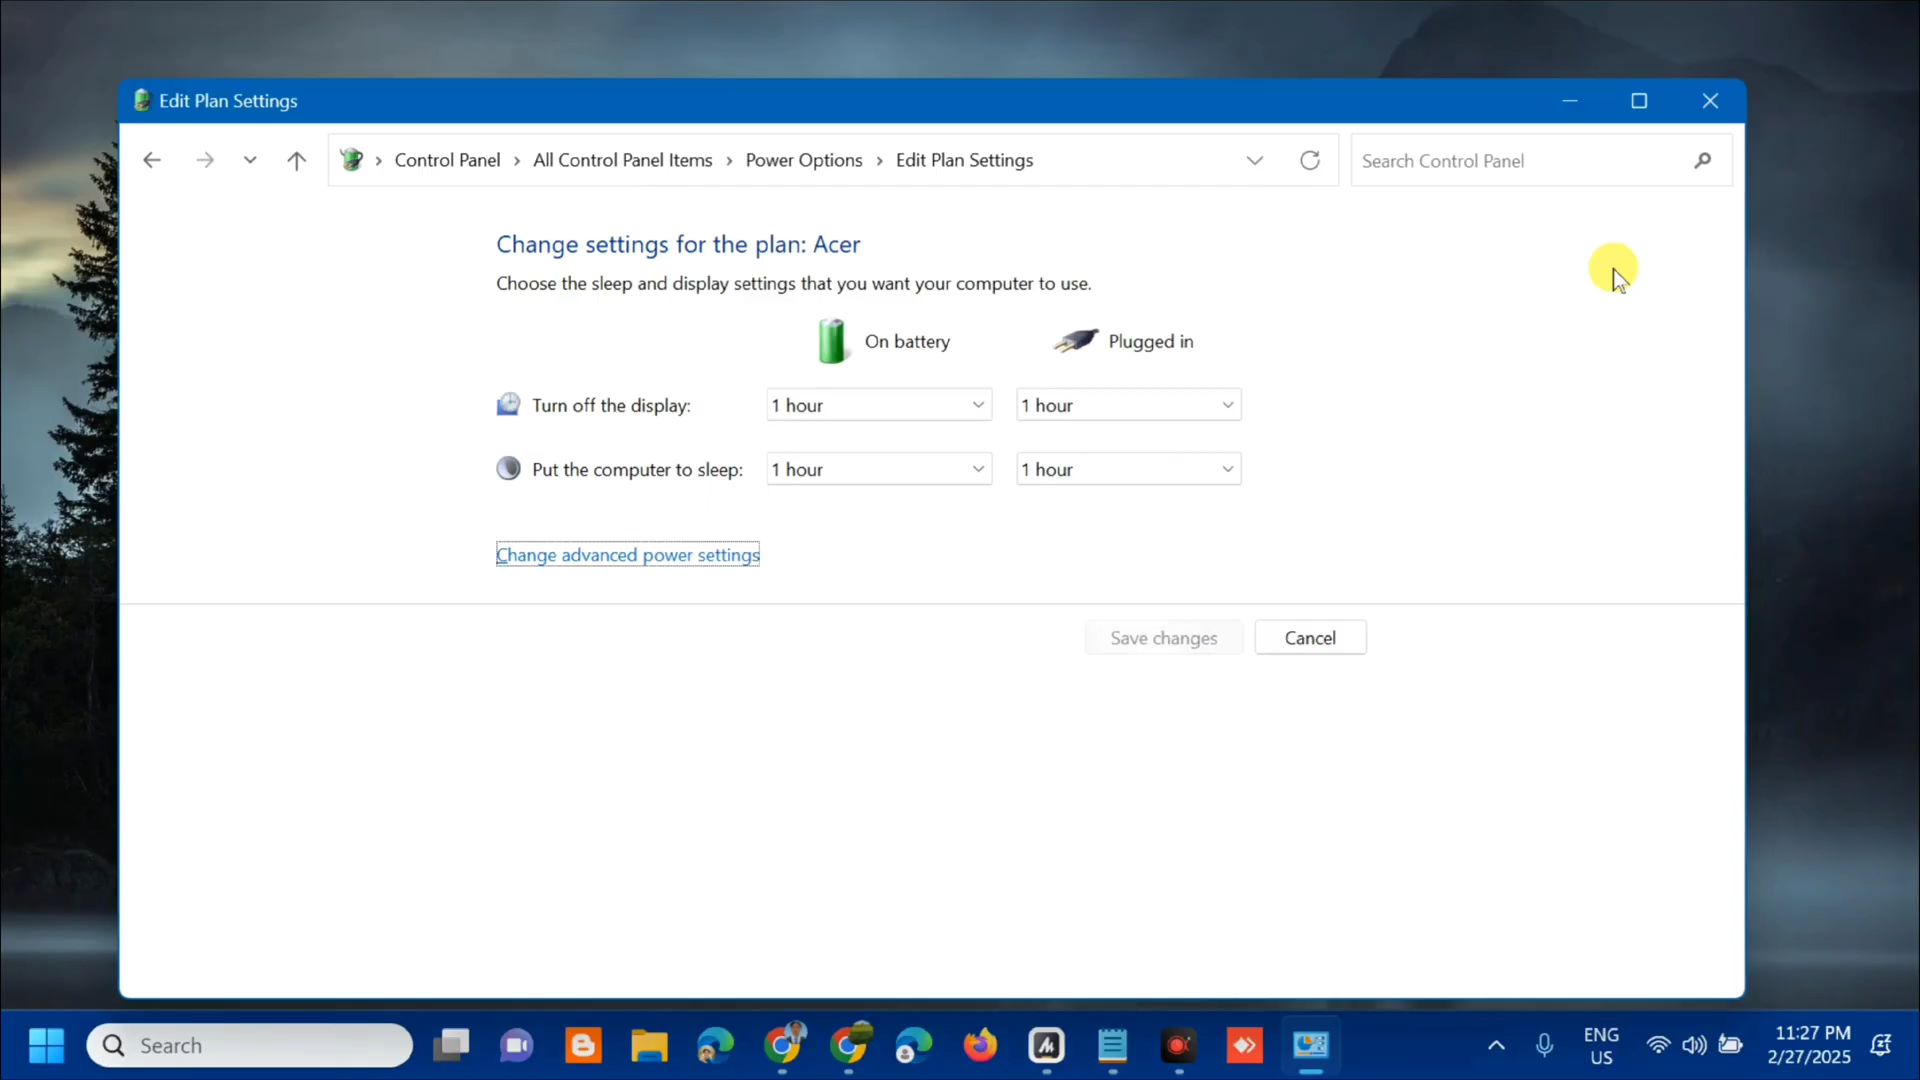 Edit Plan Settings
Control Panel > All Control Panel Items > Power Options > Edit Plan Settings
Search Control Panel
Change settings for the plan: Acer
Choose the sleep and display settings that you want your computer to use.
On battery
Plugged in
Turn off the display: 1 hour 1 hour
Put the computer to sleep: 1 hour 1 hour
Change advanced power settings
Save changes
Cancel
Search
ENG
US
11:27 PM
2/27/2025